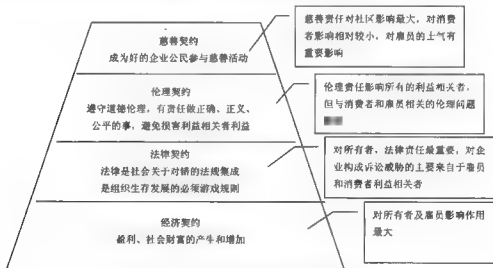 慈善契约
成为好的企业公民参与慈善活动
慈善责任对社区影响最大，对消费
者影响相对较小，对雇员的士气有
重要影响
伦理契约
遵守道德伦理，有责任做正确、正义、
公平的事，避免损害利益相关者利益
伦理责任影响所有的利益相关者，
但与消费者和雇员相关的伦理问题
法律契约
法律是社会关于对错的法规集成
是组织生存发展的必须游戏规则
对所有者，法律责任最重要，对企
业构成诉讼威胁的主要来自于雇员
和消费者利益相关者
经济契约
盈利、社会财富的产生和增加
对所有者及雇员影响作用
最大